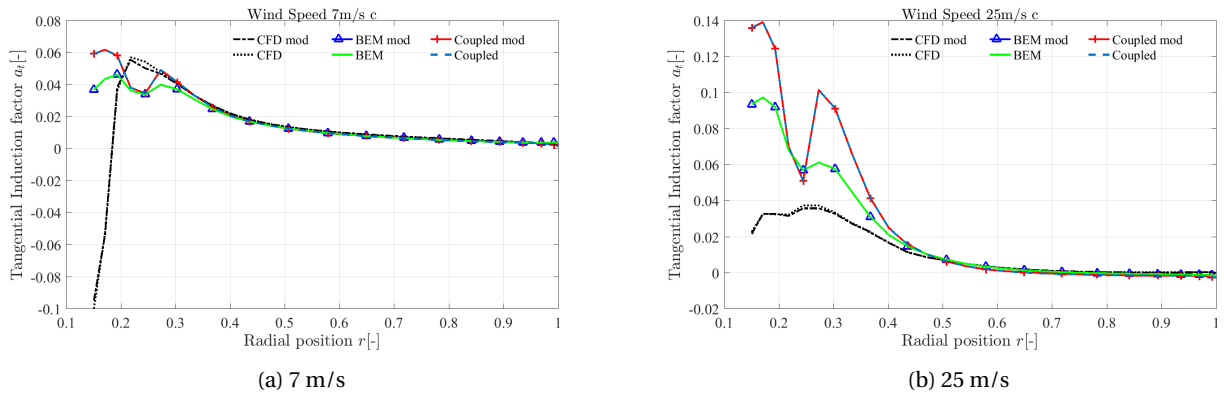 Wind Speed 7m/s c
CFD mod BEM mod Coupled mod
CFD BEM Coupled
Tangential Induction factor a_t[-]
0.08
0.06
0.04
0.02
0
-0.02
-0.04
-0.06
-0.08
-0.1
0.1 0.2 0.3 0.4 0.5 0.6 0.7 0.8 0.9 1
Radial position r[-]
(a) 7 m/s
Wind Speed 25m/s c
CFD mod BEM mod Coupled mod
CFD BEM Coupled
Tangential Induction factor a_t[-]
0.14
0.12
0.1
0.08
0.06
0.04
0.02
0
-0.02
0.1 0.2 0.3 0.4 0.5 0.6 0.7 0.8 0.9 1
Radial position r[-]
(b) 25 m/s